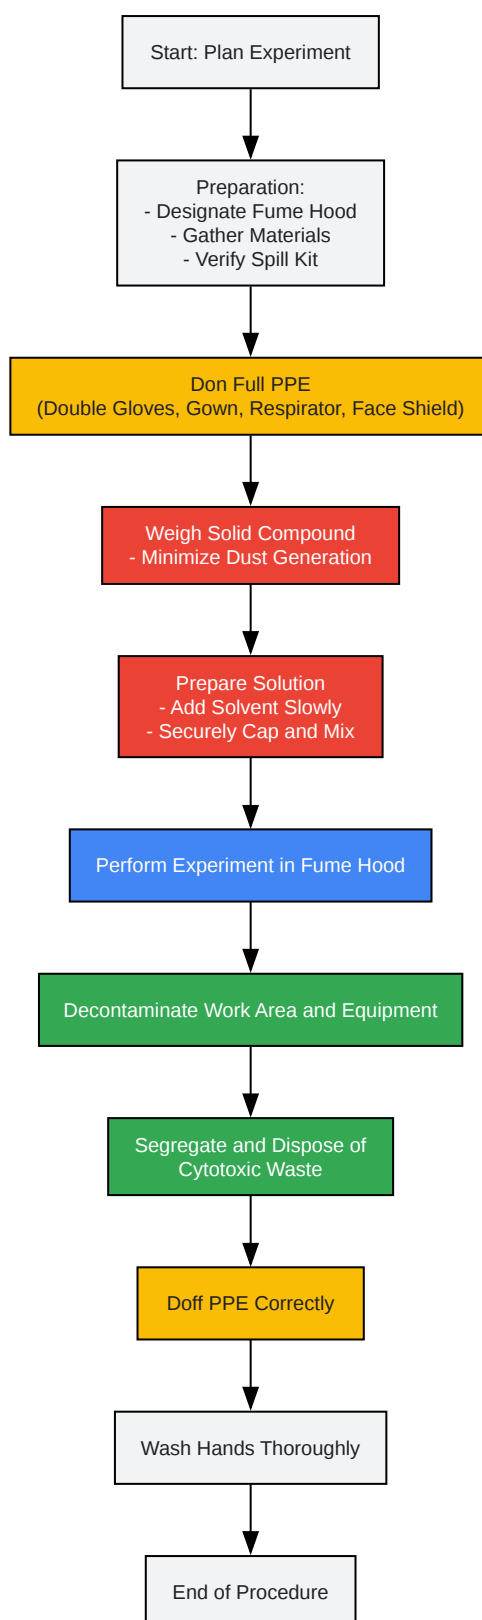 Start: Plan Experiment
Preparation:
- Designate Fume Hood
- Gather Materials
- Verify Spill Kit
Don Full PPE
(Double Gloves, Gown, Respirator, Face Shield)
Weigh Solid Compound
- Minimize Dust Generation
Prepare Solution
- Add Solvent Slowly
- Securely Cap and Mix
Perform Experiment in Fume Hood
Decontaminate Work Area and Equipment
Segregate and Dispose of
Cytotoxic Waste
Doff PPE Correctly
Wash Hands Thoroughly
End of Procedure